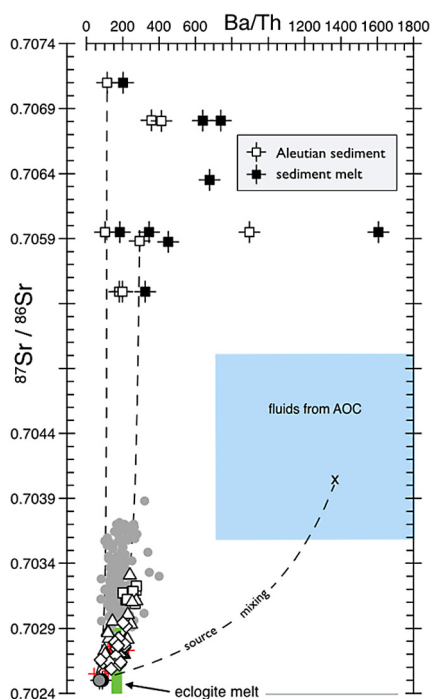 Ba/Th
0 200 400 600 800 1000 1200 1400 1600 1800
0.7074
0.7069
0.7064
0.7059
0.7044
0.7039
0.7034
0.7029
0.7024
87Sr / 86Sr
Aleutian sediment
sediment melt
fluids from AOC
x
source mixing
eclogite melt